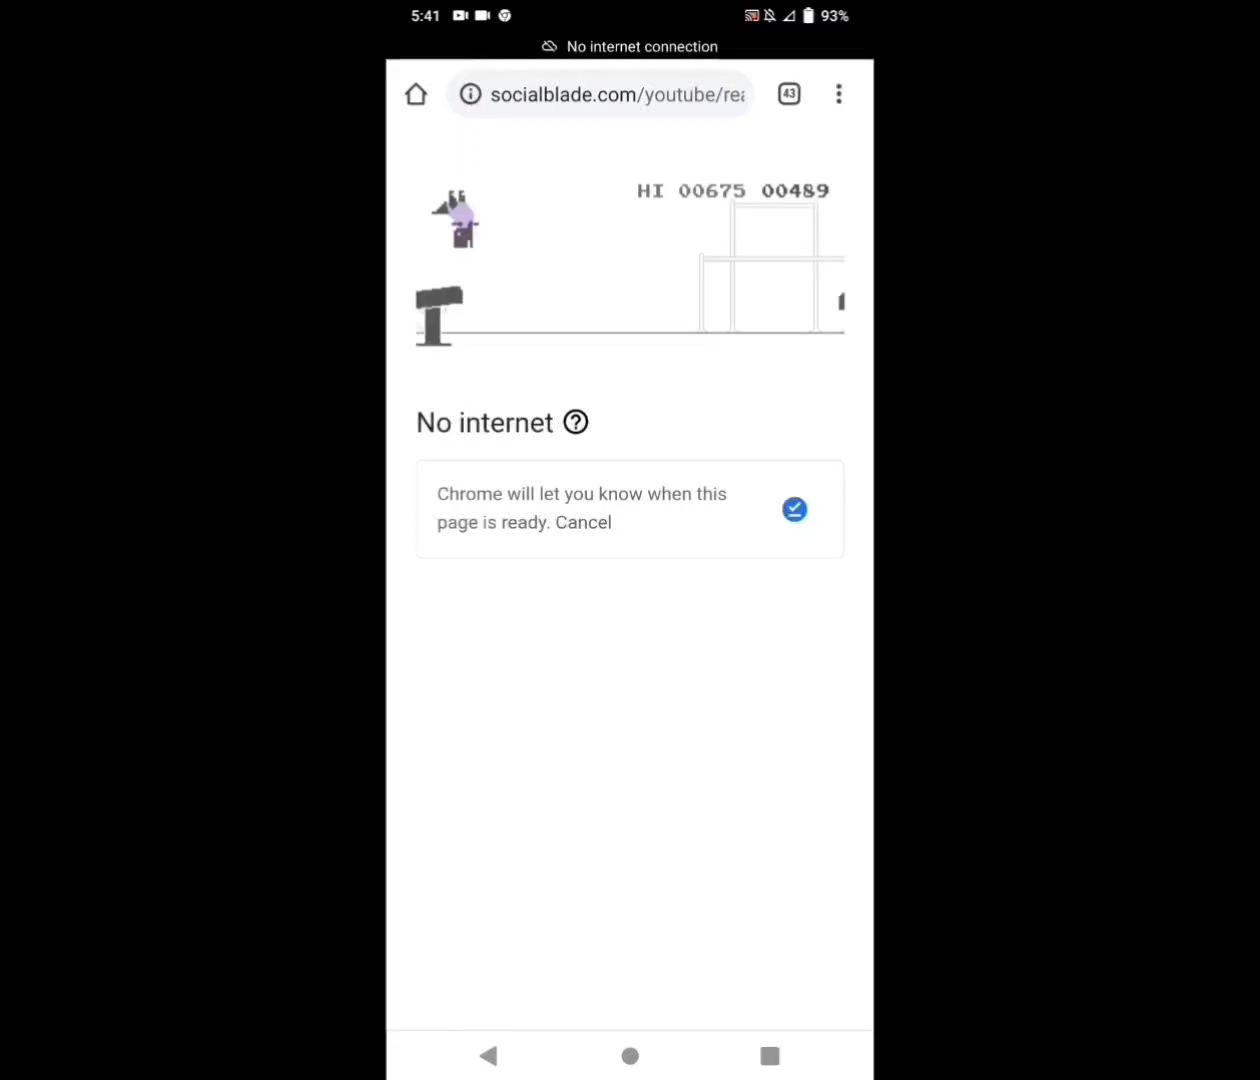 5:41 93%
No internet connection
socialblade.com/youtube/rea
43
HI 00675 00489
No internet
Chrome will let you know when this
page is ready. Cancel